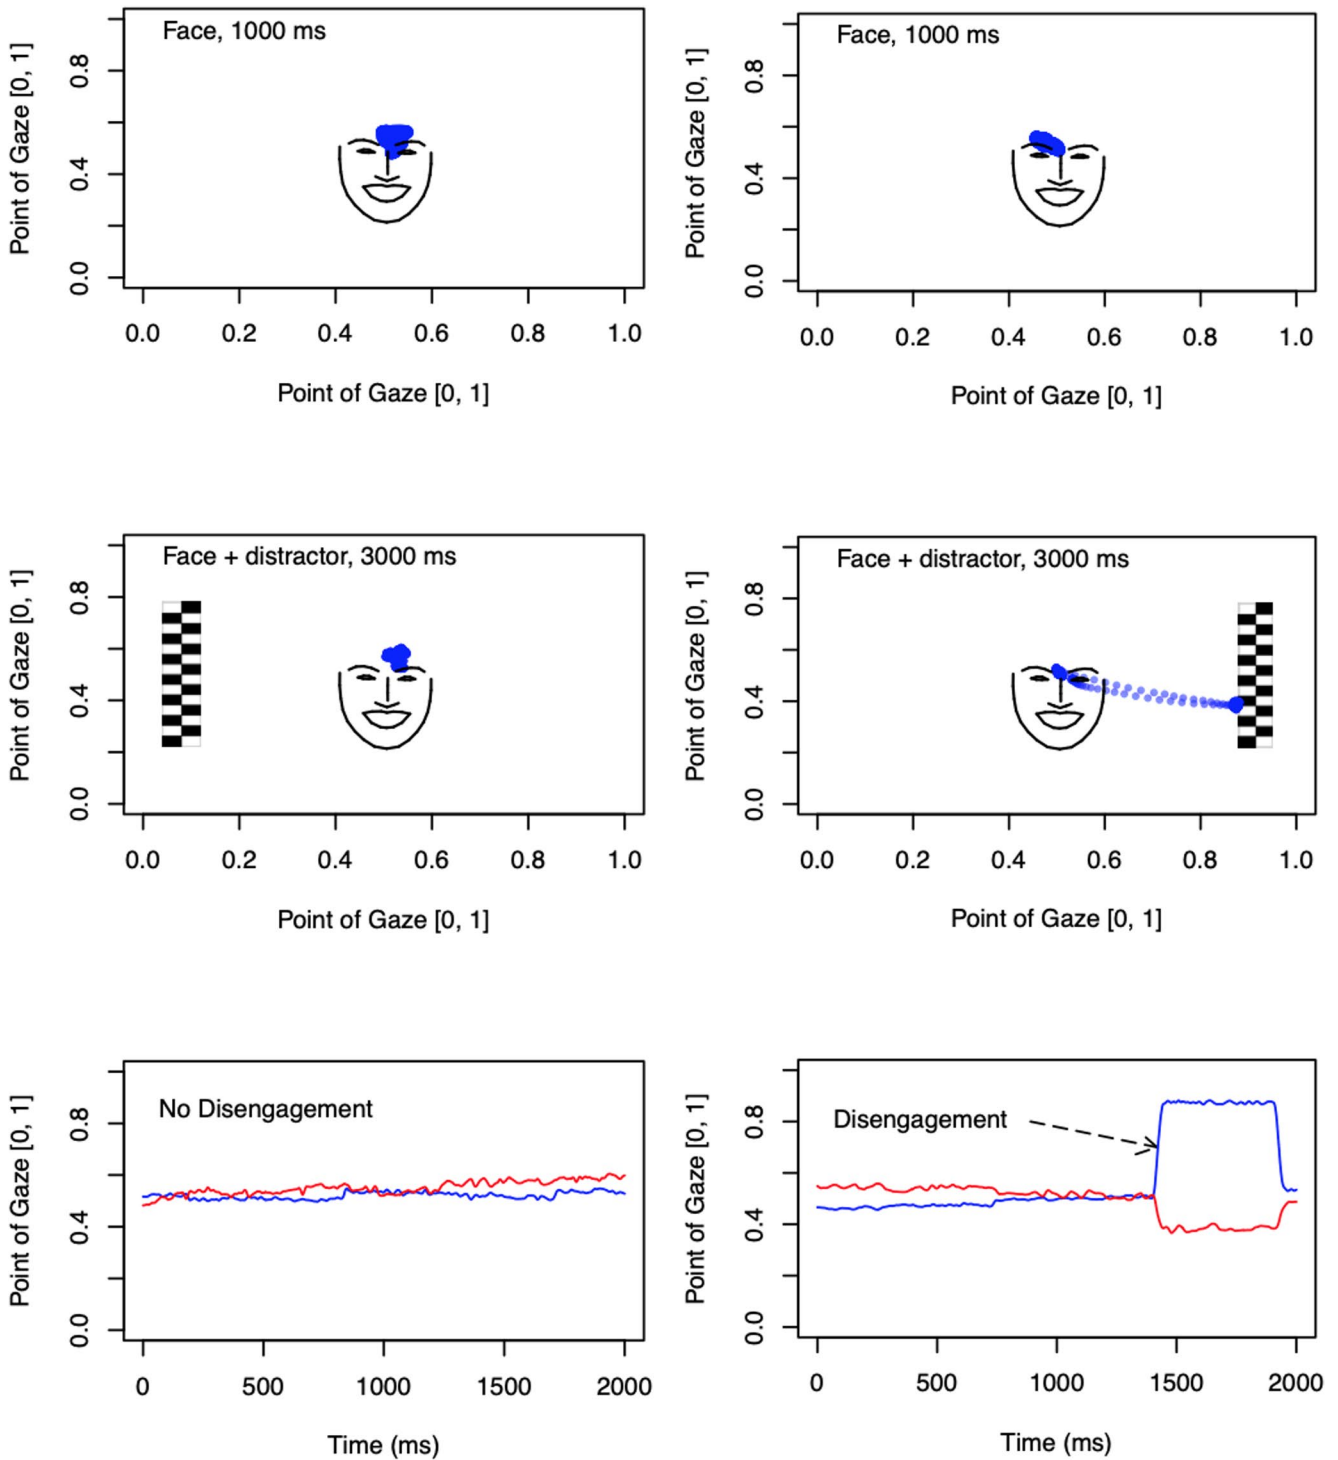 Face, 1000 ms
Point of Gaze [0, 1]
0.8
0.4
0.0
0.0 0.2 0.4 0.6 0.8 1.0
Point of Gaze [0, 1]
Face, 1000 ms
Point of Gaze [0, 1]
0.8
0.4
0.0
0.0 0.2 0.4 0.6 0.8 1.0
Point of Gaze [0, 1]
Face + distractor, 3000 ms
Point of Gaze [0, 1]
0.8
0.4
0.0
0.0 0.2 0.4 0.6 0.8 1.0
Point of Gaze [0, 1]
Face + distractor, 3000 ms
Point of Gaze [0, 1]
0.8
0.4
0.0
0.0 0.2 0.4 0.6 0.8 1.0
Point of Gaze [0, 1]
No Disengagement
Point of Gaze [0, 1]
0.8
0.4
0.0
0 500 1000 1500 2000
Time (ms)
Disengagement
Point of Gaze [0, 1]
0.8
0.4
0.0
0 500 1000 1500 2000
Time (ms)